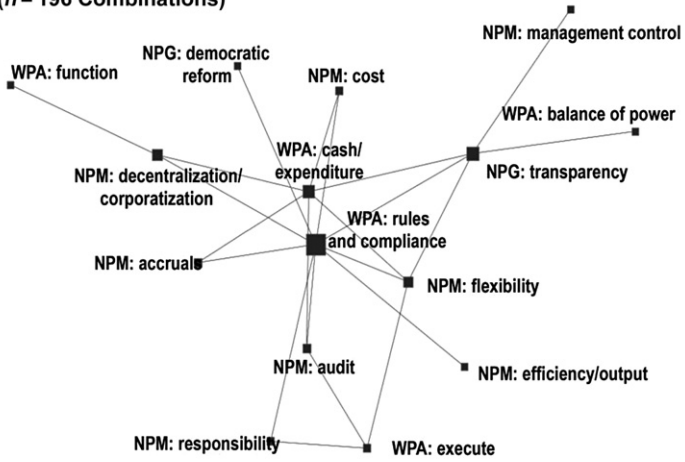 (n= 196 Combinations)
NPM: management control
NPG: democratic
reform
WPA: function
NPM: cost
WPA: balance of power
WPA: cash/
expenditure
NPM: decentralization/
corporatization
NPG: transparency
WPA: rules
and compliance
NPM: accruals
NPM: flexibility
NPM: audit
NPM: efficiency/output
NPM: responsibility
WPA: execute